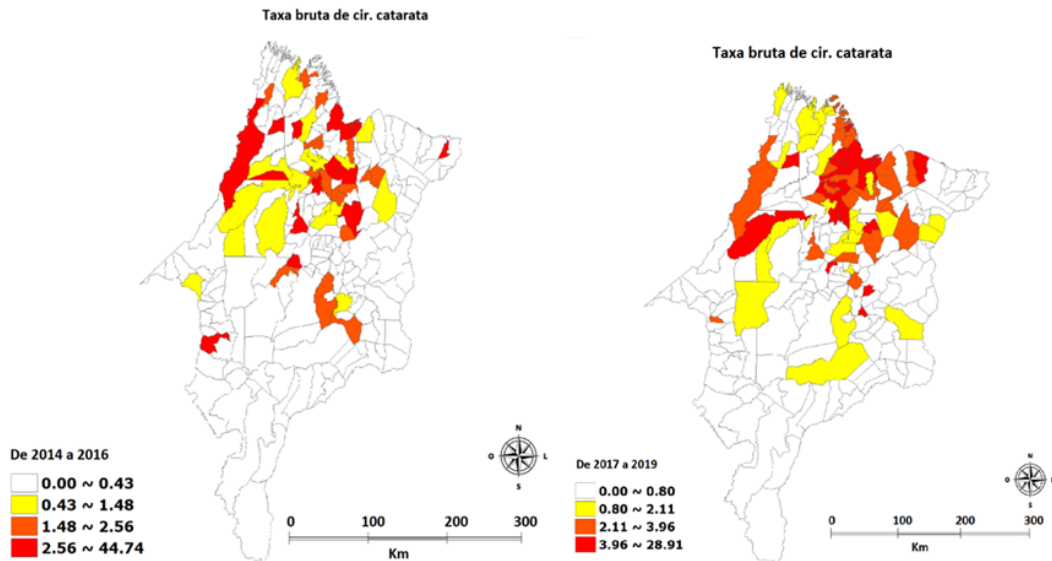 Taxa bruta de cir. catarata
De 2014 a 2016
0.00 ~ 0.43
0.43 ~ 1.48
1.48 ~ 2.56
2.56 ~ 44.74
N
O
L
S
0 100 200 300
Km
Taxa bruta de cir. catarata
De 2017 a 2019
0.00 ~ 0.80
0.80 ~ 2.11
2.11 ~ 3.96
3.96 ~ 28.91
N
O
S
0 100 200 300
Km